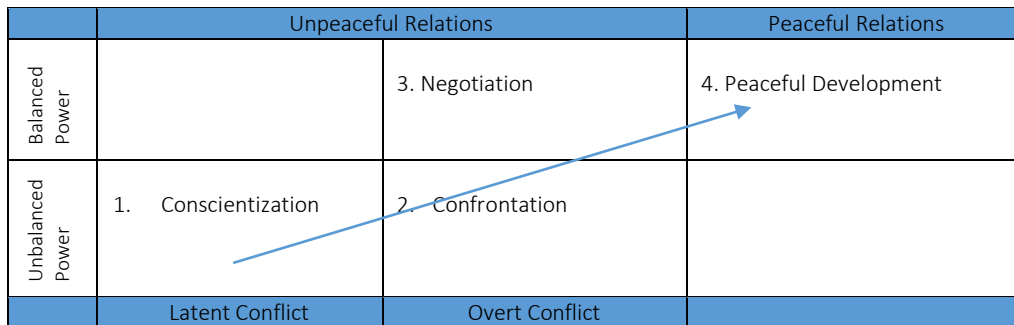 Unpeaceful Relations
Peaceful Relations
Balanced
Power
3. Negotiation
4. Peaceful Development
Unbalanced
Power
1. Conscientization
2. Confrontation
Latent Conflict
Overt Conflict